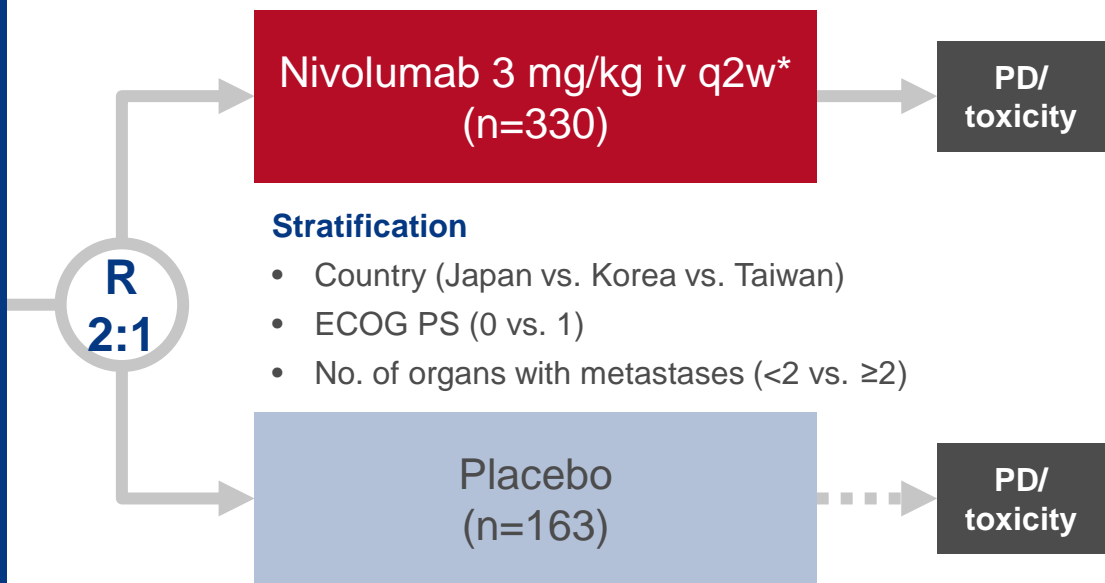 Nivolumab 3 mg/kg iv q2w*
(n=330)
PD/
toxicity
R
2:1
Stratification
• Country (Japan vs. Korea vs. Taiwan)
• ECOG PS (0 vs. 1)
• No. of organs with metastases (<2 vs. ≥2)
Placebo
(n=163)
PD/
toxicity